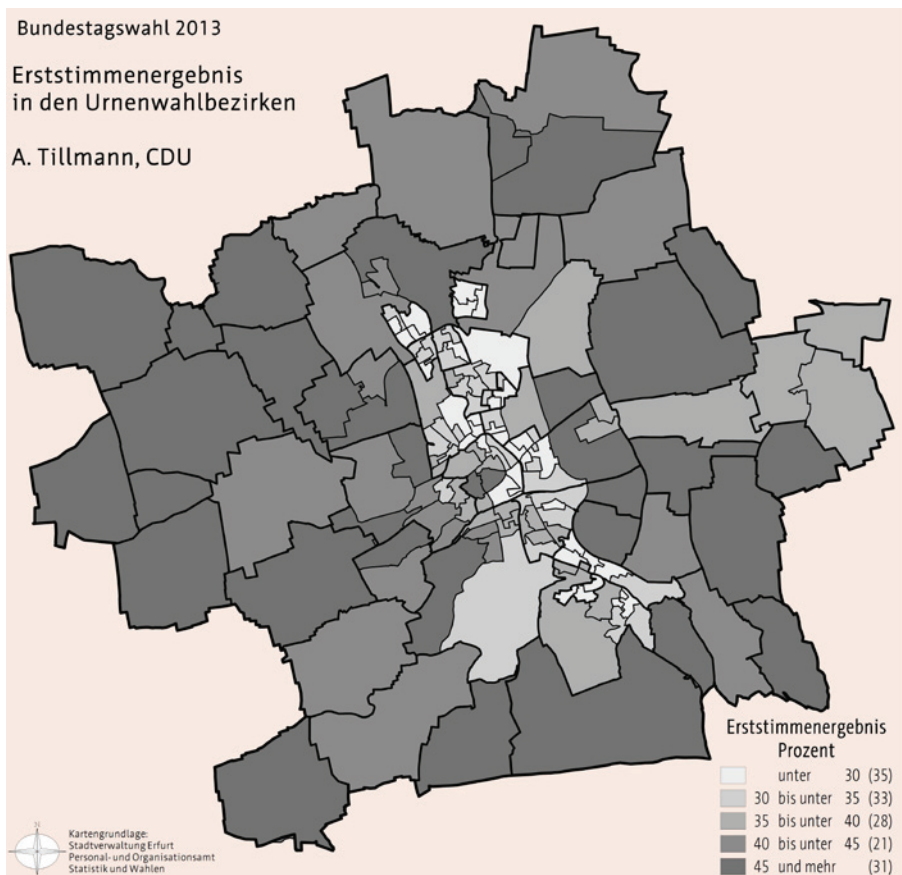 Bundestagswahl 2013
Erststimmenergebnis
in den Urnenwahlbezirken
A. Tillmann, CDU
Erststimmenergebnis
Prozent
unter 30 (35)
30 bis unter 35 (33)
35 bis unter 40 (28)
40 bis unter 45 (21)
45 und mehr (31)
N
Kartengrundlage:
Stadtverwaltung Erfurt
Personal- und Organisationsamt
Statistik und Wahlen